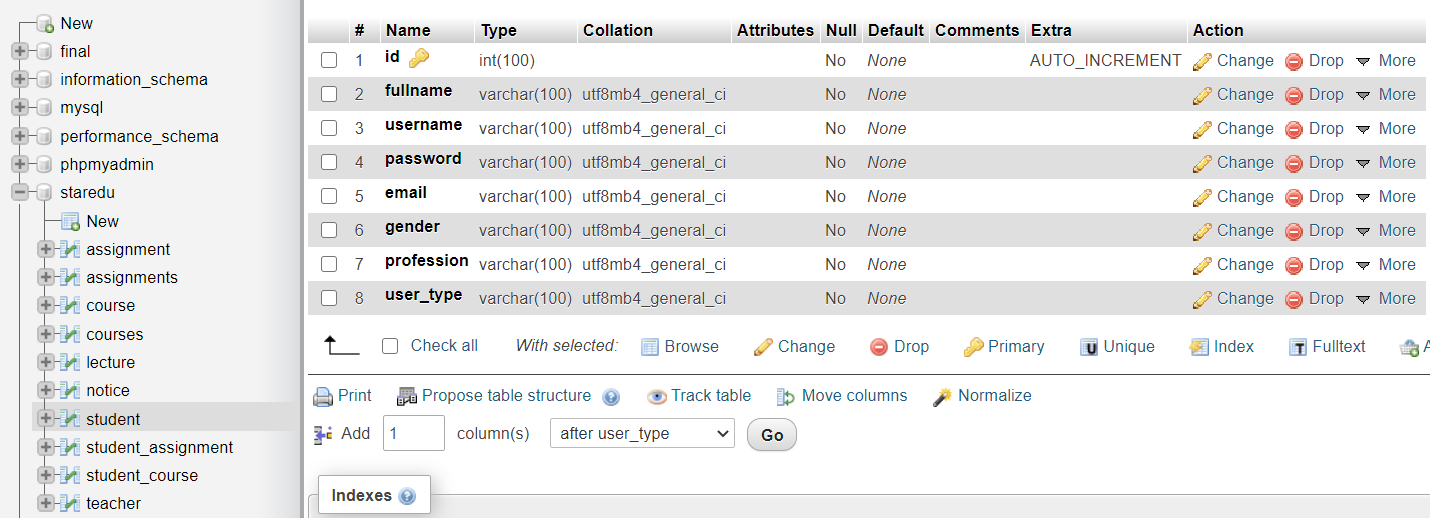 New
final
information_schema
mysql
performance_schema
phpmyadmin
staredu
New
assignment
assignments
course
courses
lecture
notice
student
student_assignment
student_course
teacher
# Name Type Collation Attributes Null Default Comments Extra Action
1 id int(100) No None AUTO_INCREMENT Change Drop More
2 fullname varchar(100) utf8mb4_general_ci No None Change Drop More
3 username varchar(100) utf8mb4_general_ci No None Change Drop More
4 password varchar(100) utf8mb4_general_ci No None Change Drop More
5 email varchar(100) utf8mb4_general_ci No None Change Drop More
6 gender varchar(100) utf8mb4_general_ci No None Change Drop More
7 profession varchar(100) utf8mb4_general_ci No None Change Drop More
8 user_type varchar(100) utf8mb4_general_ci No None Change Drop More
Check all With selected: Browse Change Drop Primary U Unique Index T Fulltext A
Print Propose table structure ? Track table Move columns Normalize
Add 1 column(s) after user_type Go
Indexes ?